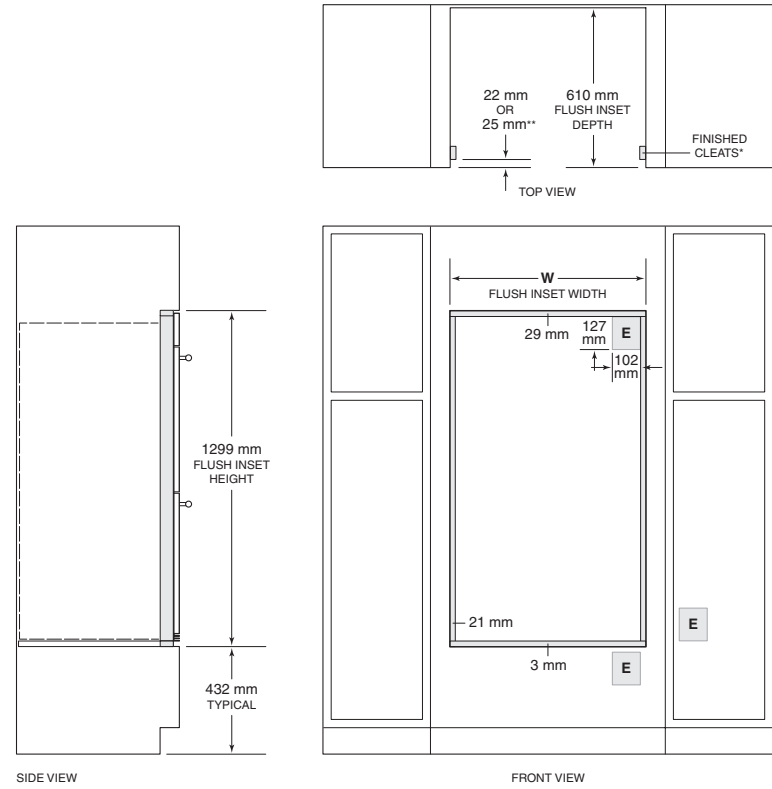 22 mm
OR
25 mm**
610 mm
FLUSH INSET
DEPTH
FINISHED
CLEATS*
TOP VIEW
W
FLUSH INSET WIDTH
29 mm
127
mm
E
102
mm
1299 mm
FLUSH INSET
HEIGHT
21 mm
E
3 mm
E
432 mm
TYPICAL
SIDE VIEW
FRONT VIEW